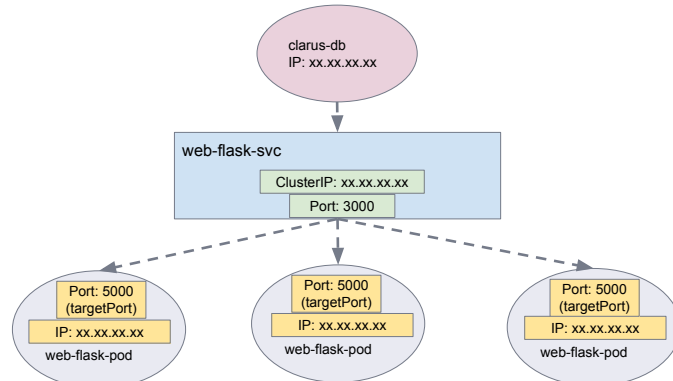 clarus-db
IP: xx.xx.xx.xx
web-flask-svc
ClusterIP: xx.xx.xx.xx
Port: 3000
Port: 5000
(targetPort)
IP: xx.xx.xx.xx
web-flask-pod
Port: 5000
(targetPort)
IP: xx.xx.xx.xx
web-flask-pod
Port: 5000
(targetPort)
IP: xx.xx.xx.xx
web-flask-pod